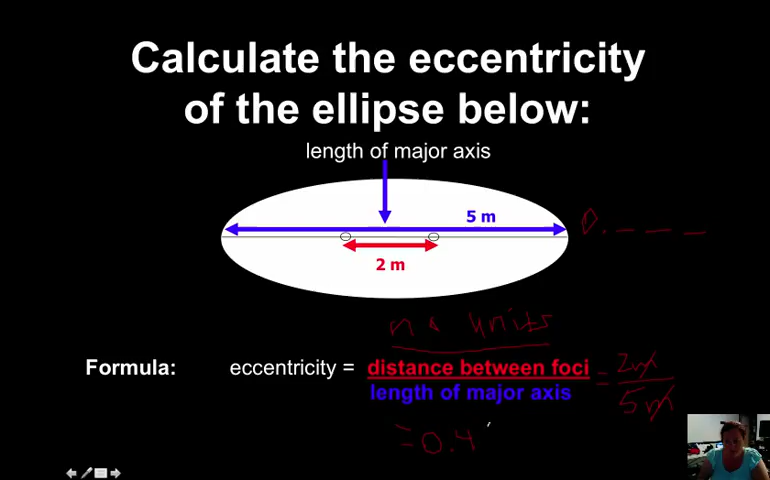 Calculate the eccentricity
of the ellipse below:
length of major axis
5 m
0. _ _ _
2 m
no units
Formula: eccentricity = distance between foci = 2m
length of major axis 5m
= 0.4